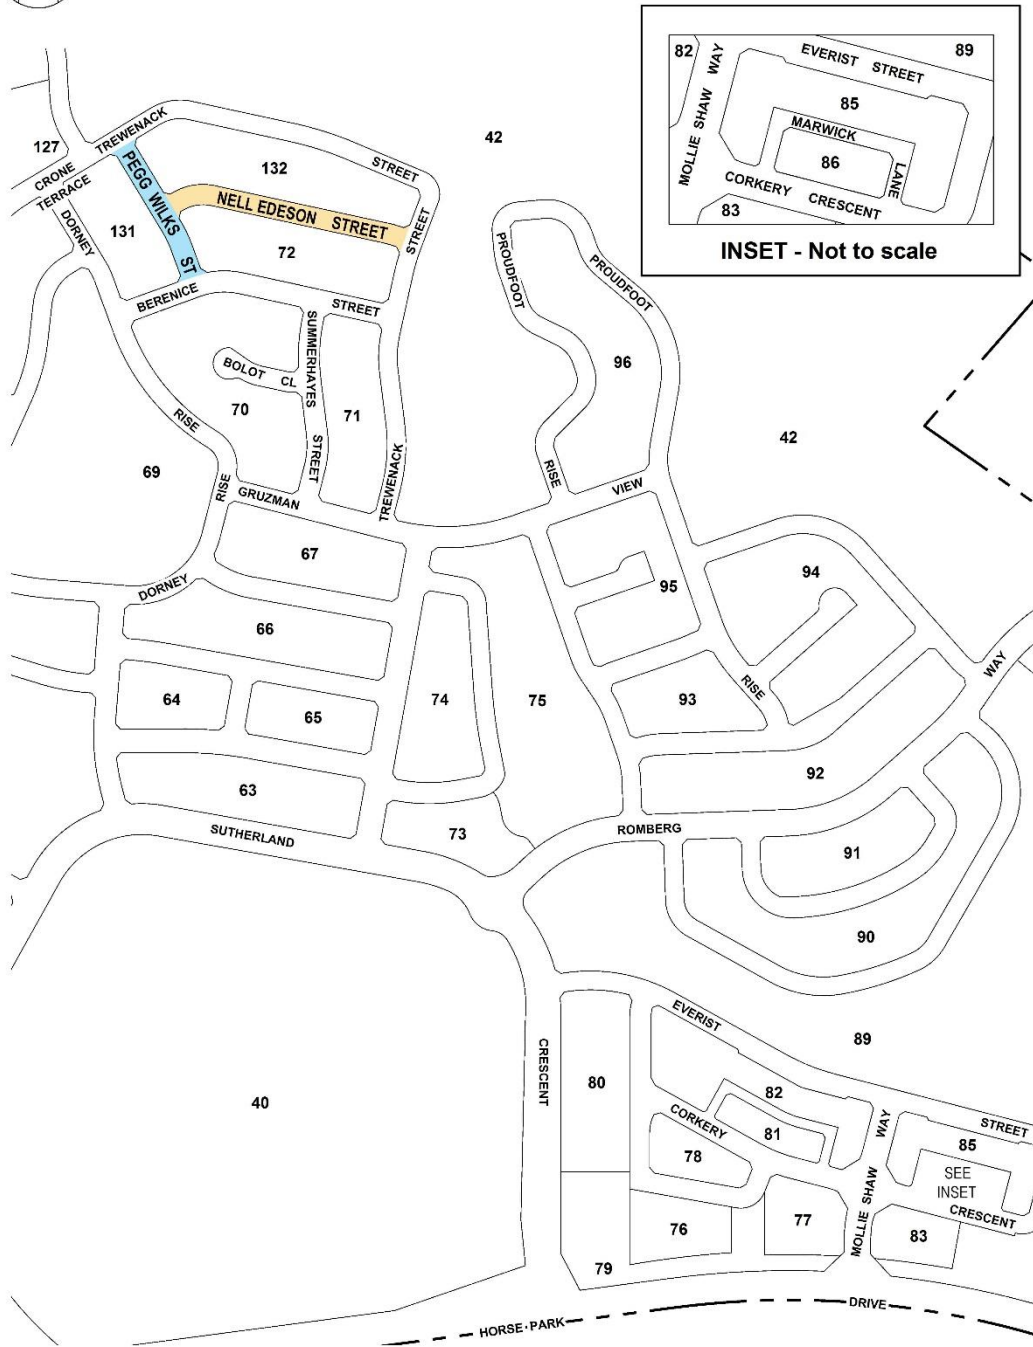 82
MOLLIE SHAW WAY
EVERIST STREET
89
85
MARWICK
LANE
86
CORKERY CRESCENT
83
INSET - Not to scale
42
127
CRONE
TERRACE
TREWENACK
STREET
STREET
132
PEGG WILKS ST
NELL EDESON STREET
DORNEY
131
72
BERENICE
STREET
PROUDFOOT
PROUDFOOT
SUMMERHAYES
BOLOT CL
96
70
71
RISE
STREET
TREWENACK
42
69
RISE
GRUZMAN
RISE
VIEW
67
DORNEY
94
95
66
WAY
64
65
74
75
93
RISE
92
63
SUTHERLAND
73
ROMBERG
91
90
EVERIST
89
CRESCENT
80
82
40
CORKERY
81
WAY
STREET
85
78
SEE
INSET
MOLLIE SHAW
CRESCENT
76
77
83
79
DRIVE
HORSE PARK